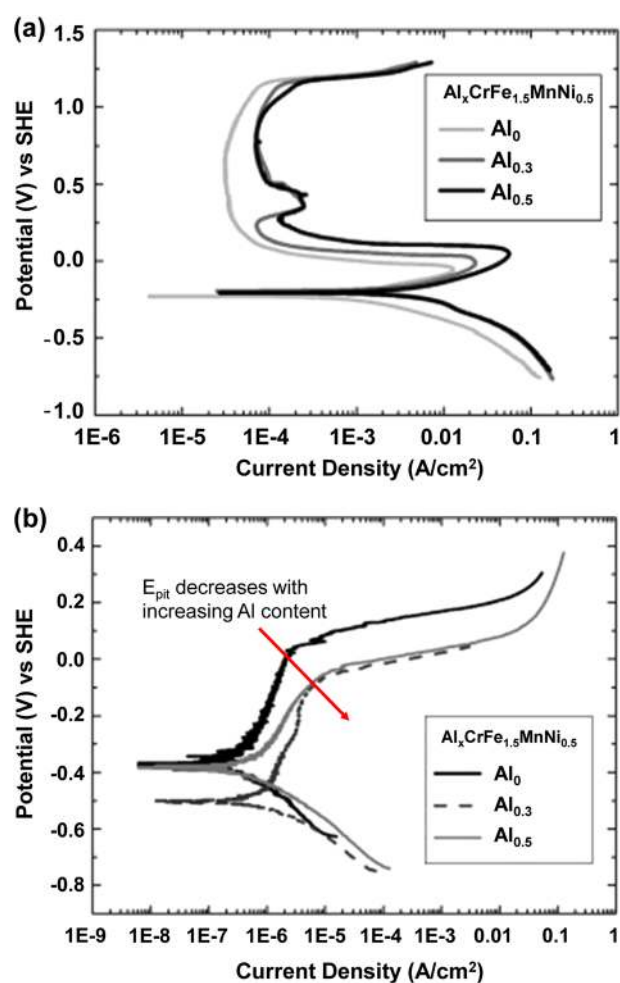 (a)
1.5
1.0
0.5
0.0
-0.5
-1.0
Potential (V) vs SHE
AlₓCrFe₁.₅MnNi₀.₅
Al₀
Al₀.₃
Al₀.₅
1E-6 1E-5 1E-4 1E-3 0.01 0.1 1
Current Density (A/cm²)
(b)
0.4
0.2
0.0
-0.2
-0.4
-0.6
-0.8
Potential (V) vs SHE
E_pit decreases with
increasing Al content
AlₓCrFe₁.₅MnNi₀.₅
Al₀
Al₀.₃
Al₀.₅
1E-9 1E-8 1E-7 1E-6 1E-5 1E-4 1E-3 0.01 0.1 1
Current Density (A/cm²)